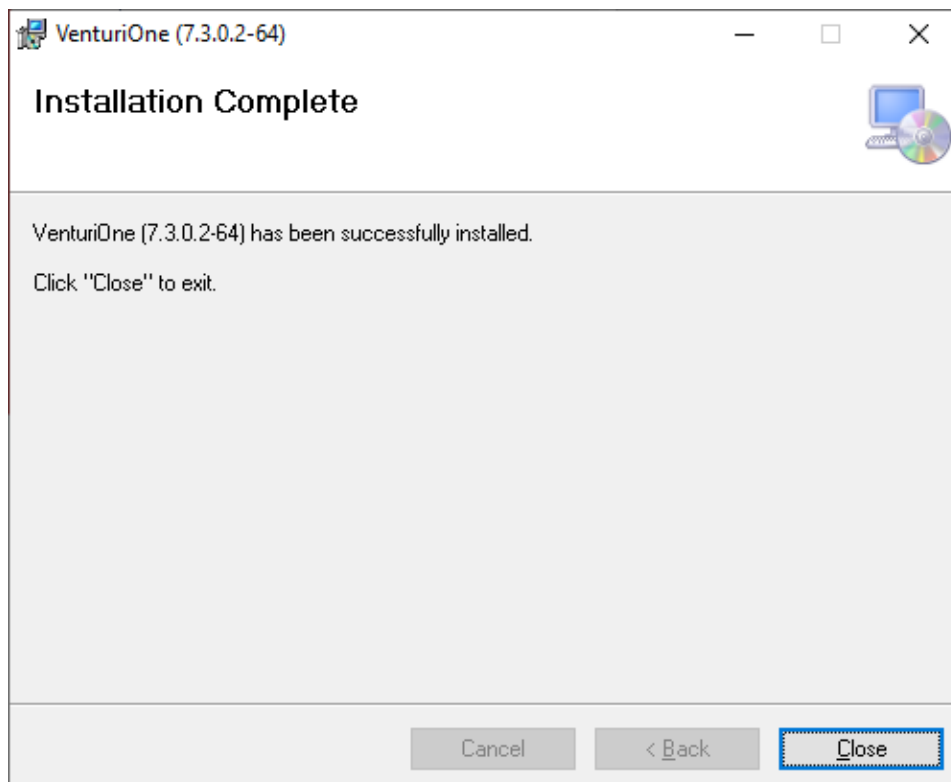 VenturiOne (7.3.0.2-64)
Installation Complete
VenturiOne (7.3.0.2-64) has been successfully installed.
Click "Close" to exit.
Cancel
< Back
Close